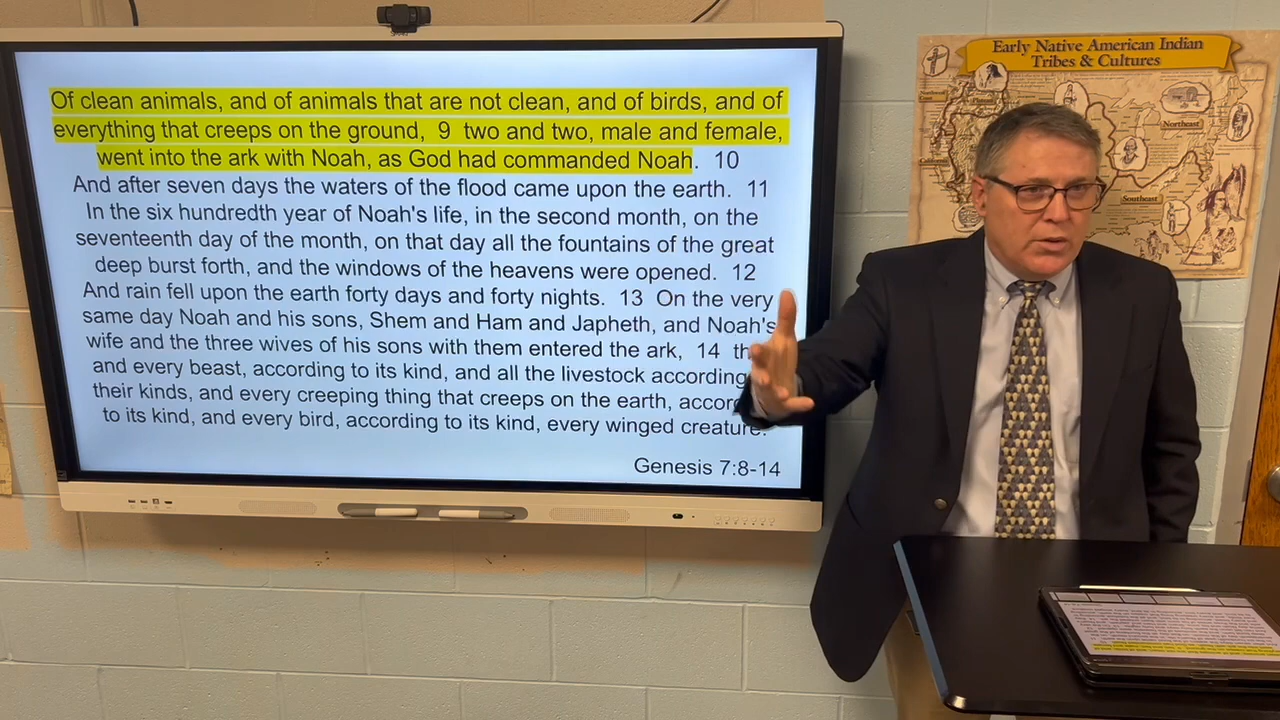 Of clean animals, and of animals that are not clean, and of birds, and of
everything that creeps on the ground, 9 two and two, male and female,
went into the ark with Noah, as God had commanded Noah. 10
And after seven days the waters of the flood came upon the earth. 11
In the six hundredth year of Noah's life, in the second month, on the
seventeenth day of the month, on that day all the fountains of the great
deep burst forth, and the windows of the heavens were opened. 12
And rain fell upon the earth forty days and forty nights. 13 On the very
same day Noah and his sons, Shem and Ham and Japheth, and Noah's
wife and the three wives of his sons with them entered the ark, 14
and every beast, according to its kind, and all the livestock according
their kinds, and every creeping thing that creeps on the earth,
to its kind, and every bird, according to its kind, every winged creature.
Genesis 7:8-14
Early Native American Indian
Tribes & Cultures
Plateau
Northeast
California
Southeast